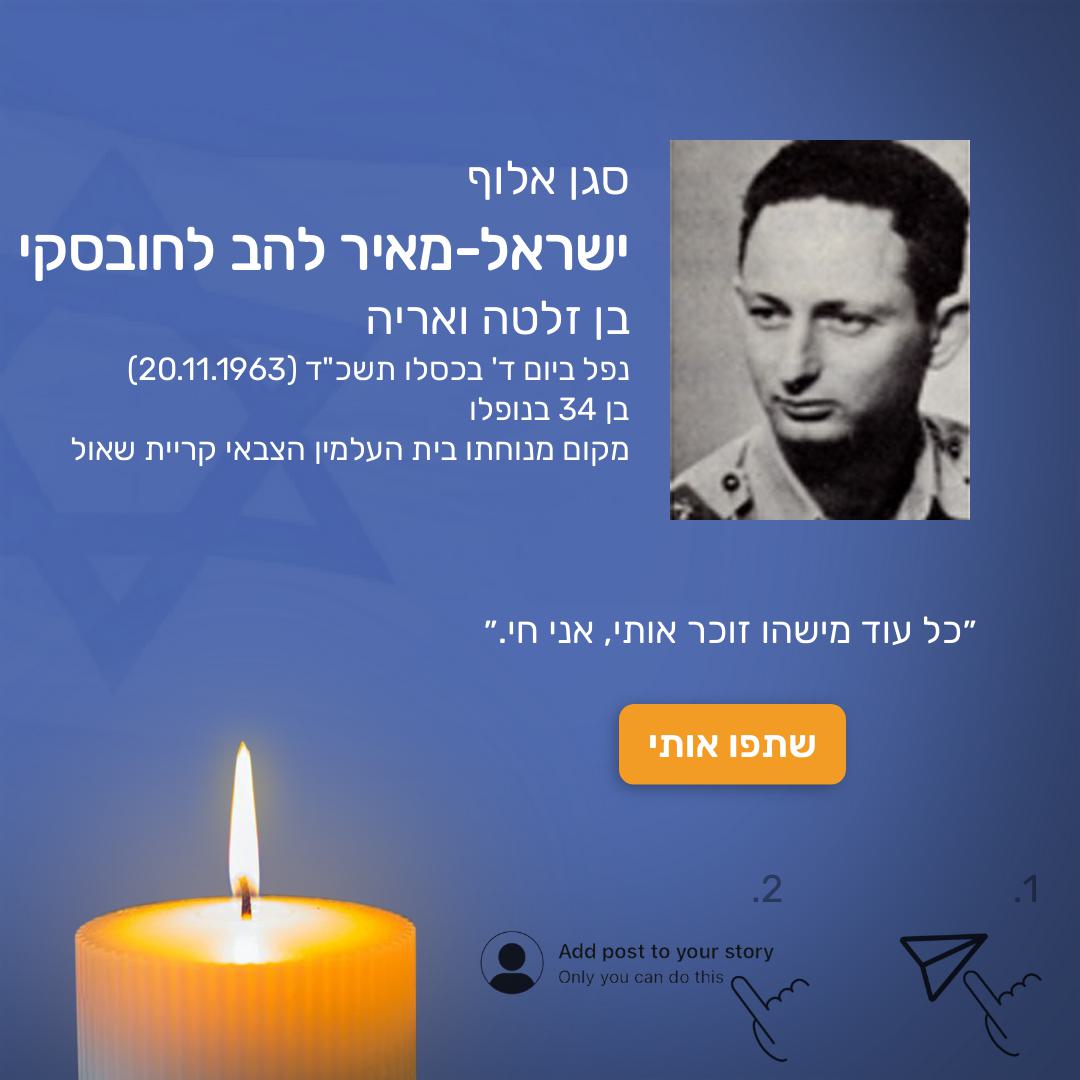 סגן אלוף
ישראל-מאיר להב לחובסקי
בן זלטה ואריה
נפל ביום ד' בכסלו תשכ"ד (20.11.1963)
בן 34 בנופלו
מקום מנוחתו בית העלמין הצבאי קריית שאול
״כל עוד מישהו זוכר אותי, אני חי.״
שתפו אותי
1.
2.
Add post to your story
Only you can do this